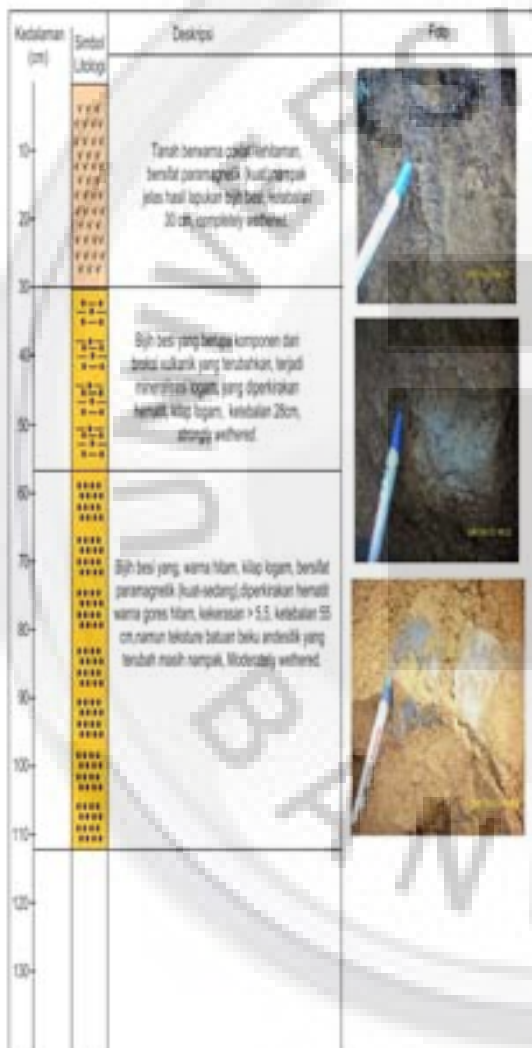 Kedalaman
(cm)
Simbol
Litologi
Deskripsi
Foto
10
20
30
40
50
60
70
80
90
100
110
120
130
Tanah berwarna coklat kehitaman,
bersifat paramagnetik (kuat) nampak
jelas hasil lapukan bijih besi, ketebalan
30 cm, completely wethered.
Bijih besi yang berupa komponen dari
breksi vulkanik yang terubahkan, terjadi
mineralisasi logam, yang diperkirakan
hematit, kilap logam, ketebalan 28cm,
strongly wethered.
Bijih besi yang, warna hitam, kilap logam, bersifat
paramagnetik (kuat-sedang),diperkirakan hematit
warna gores hitam, kekerasan > 5,5, ketebalan 55
cm,namun teksture batuan beku andesitik yang
terubah masih nampak, Moderately wethered.